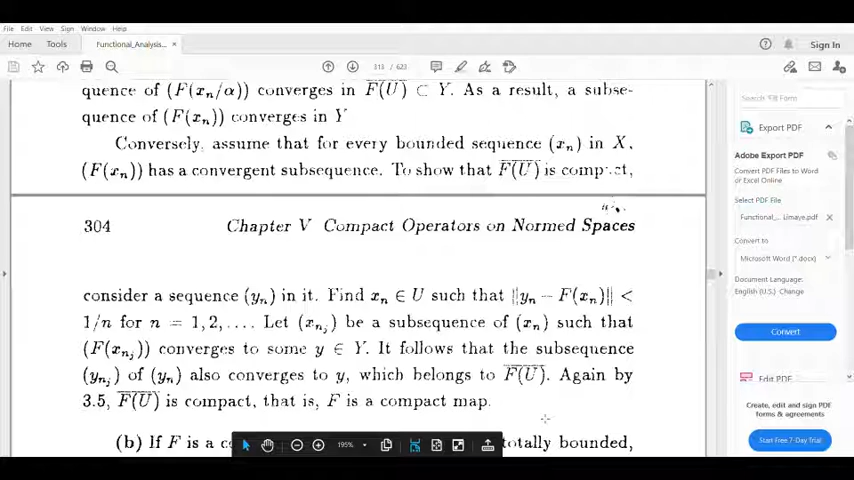 File Edit View Sign Window Help
Home Tools Functional_Analysis... ×
Sign In
313 / 623
Search 'Fill Form'
Export PDF
Adobe Export PDF
Convert PDF Files to Word
or Excel Online
Select PDF File
Functional_... Limaye.pdf ×
Convert to
Microsoft Word (*.docx)
Document Language:
English (U.S.) Change
Convert
Edit PDF
Create, edit and sign PDF
forms & agreements
Start Free 7-Day Trial
quence of (F(xₙ/α)) converges in F̅(̅U̅)̅ ⊂ Y. As a result, a subse-
quence of (F(xₙ)) converges in Y
Conversely, assume that for every bounded sequence (xₙ) in X,
(F(xₙ)) has a convergent subsequence. To show that F̅(̅U̅)̅ is
304 Chapter V Compact Operators on Normed Spaces
consider a sequence (yₙ) in it. Find xₙ ∈ U such that ||yₙ − F(xₙ)|| <
1/n for n = 1, 2, .... Let (xₙⱼ) be a subsequence of (xₙ) such that
(F(xₙⱼ)) converges to some y ∈ Y. It follows that the subsequence
(yₙⱼ) of (yₙ) also converges to y, which belongs to F̅(̅U̅)̅. Again by
3.5, F̅(̅U̅)̅ is compact, that is, F is a compact map.
(b) If F is a totally bounded,
195%